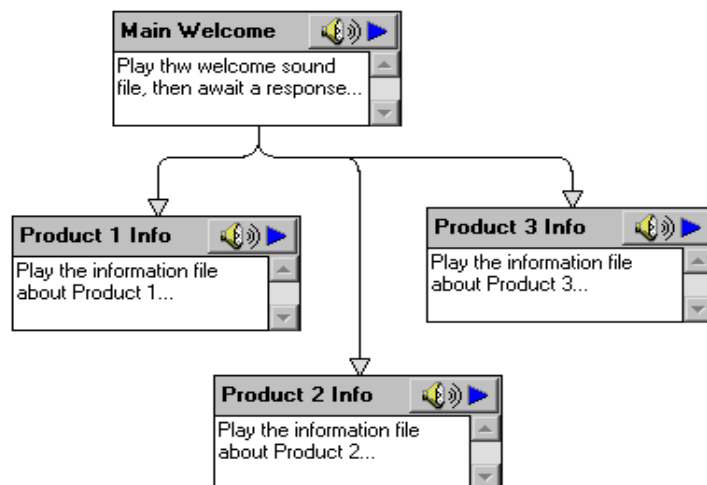 Main Welcome
Play thw welcome sound
file, then await a response...
Product 1 Info
Play the information file
about Product 1...
Product 3 Info
Play the information file
about Product 3...
Product 2 Info
Play the information file
about Product 2...